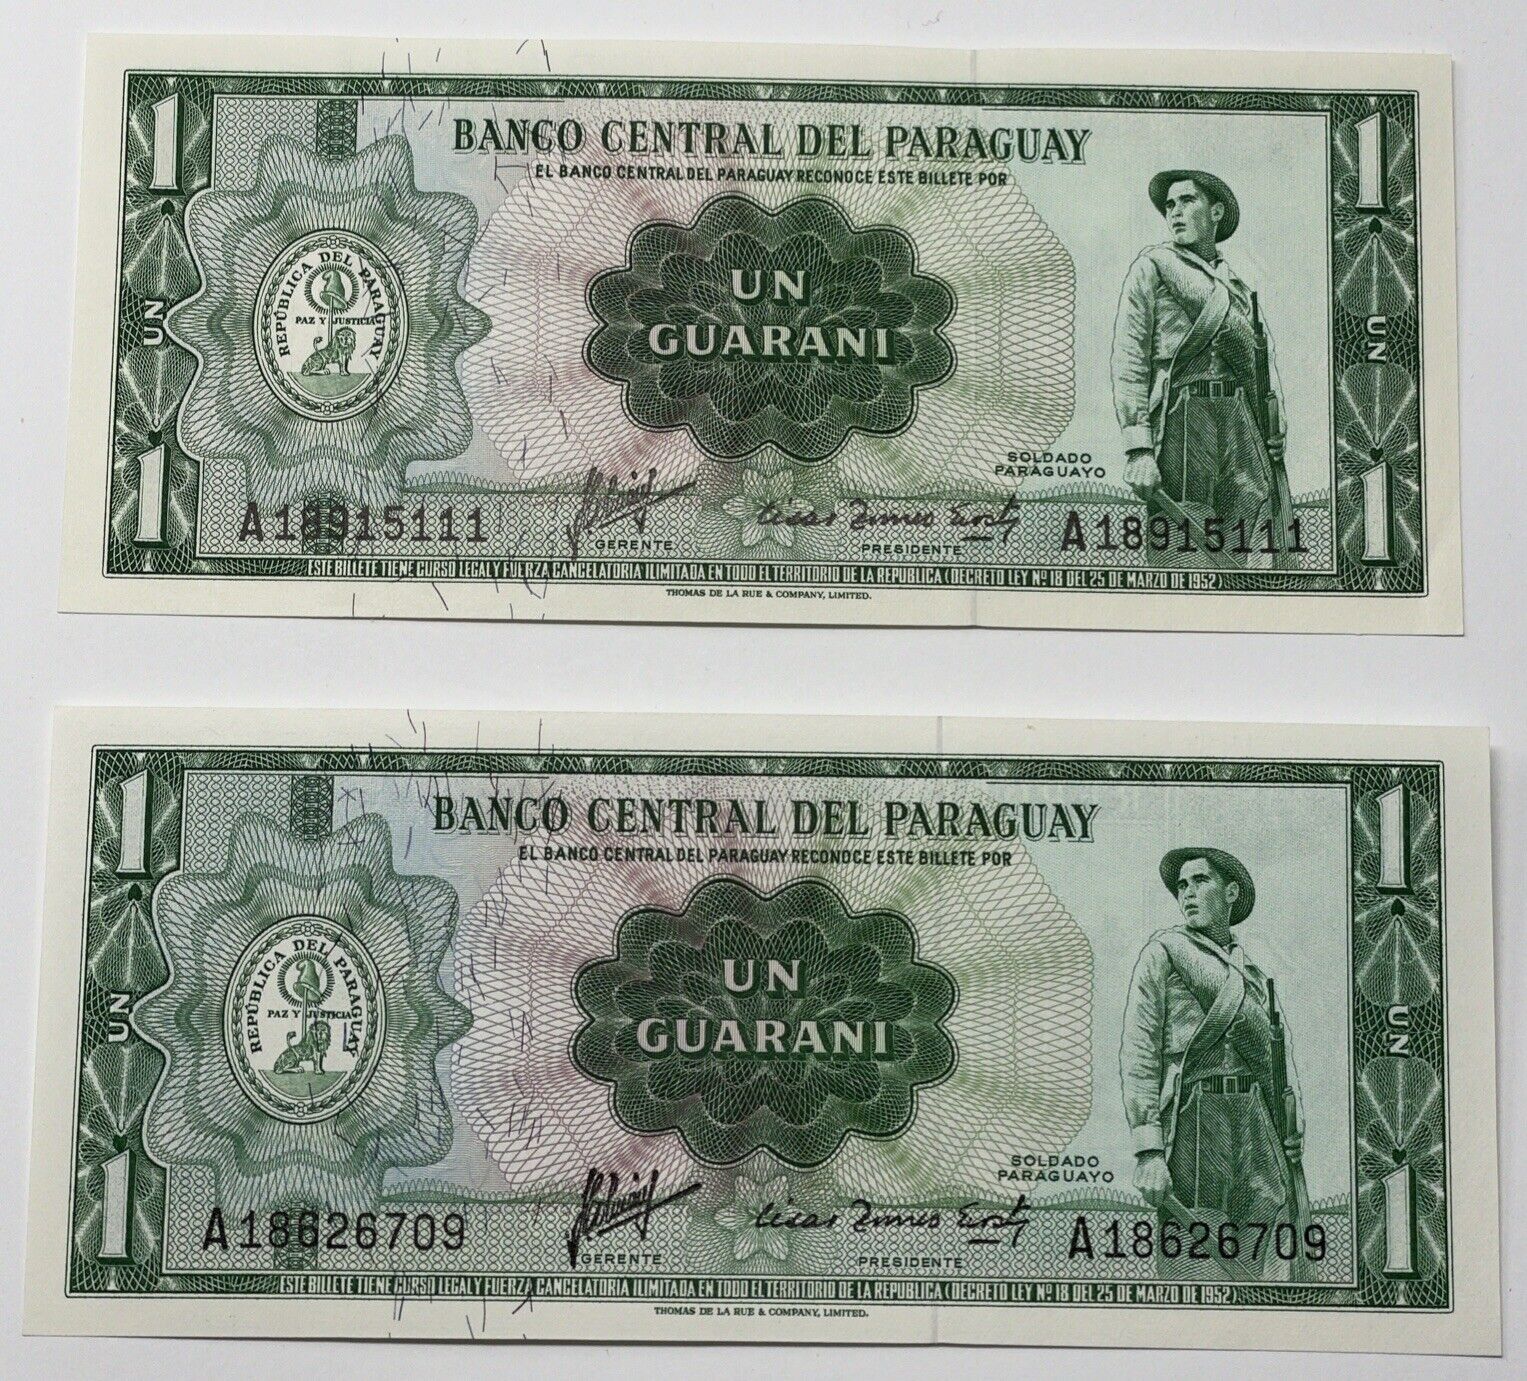 1
1
BANCO CENTRAL DEL PARAGUAY
EL BANCO CENTRAL DEL PARAGUAY RECONOCE ESTE BILLETE POR
REPÚBLICA DEL PARAGUAY
PAZ Y JUSTICIA
UN
GUARANI
UN
UN
SOLDADO
PARAGUAYO
1
1
A18915111
A18915111
GERENTE
PRESIDENTE
ESTE BILLETE TIENE CURSO LEGAL Y FUERZA CANCELATORIA ILIMITADA EN TODO EL TERRITORIO DE LA REPUBLICA (DECRETO LEY Nº 18 DEL 25 DE MARZO DE 1952)
THOMAS DE LA RUE & COMPANY, LIMITED.
1
1
BANCO CENTRAL DEL PARAGUAY
EL BANCO CENTRAL DEL PARAGUAY RECONOCE ESTE BILLETE POR
REPÚBLICA DEL PARAGUAY
PAZ Y JUSTICIA
UN
GUARANI
UN
UN
SOLDADO
PARAGUAYO
1
1
A18626709
A18626709
GERENTE
PRESIDENTE
ESTE BILLETE TIENE CURSO LEGAL Y FUERZA CANCELATORIA ILIMITADA EN TODO EL TERRITORIO DE LA REPUBLICA (DECRETO LEY Nº 18 DEL 25 DE MARZO DE 1952)
THOMAS DE LA RUE & COMPANY, LIMITED.